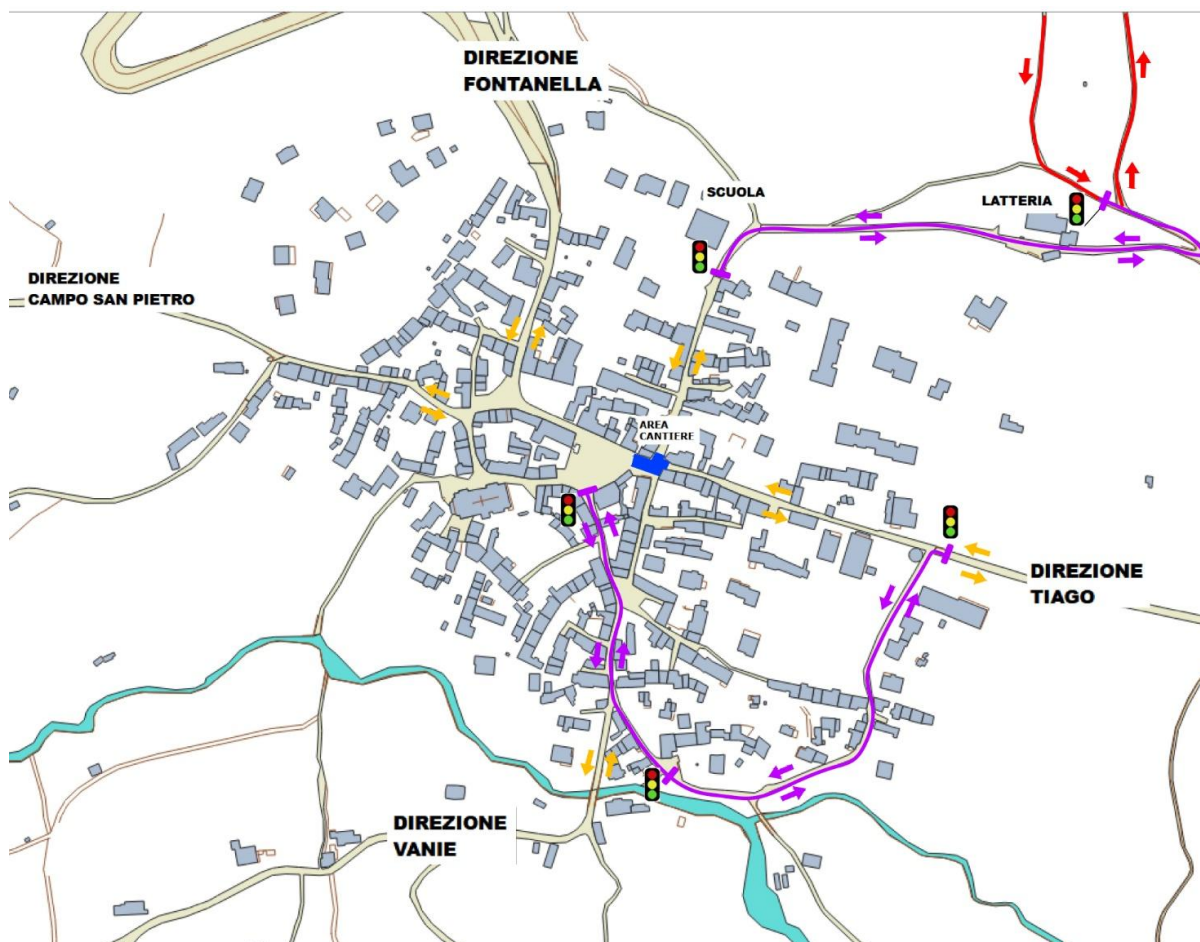 DIREZIONE
FONTANELLA
SCUOLA
LATTERIA
DIREZIONE
CAMPO SAN PIETRO
AREA
CANTIERE
DIREZIONE
TIAGO
DIREZIONE
VANIE